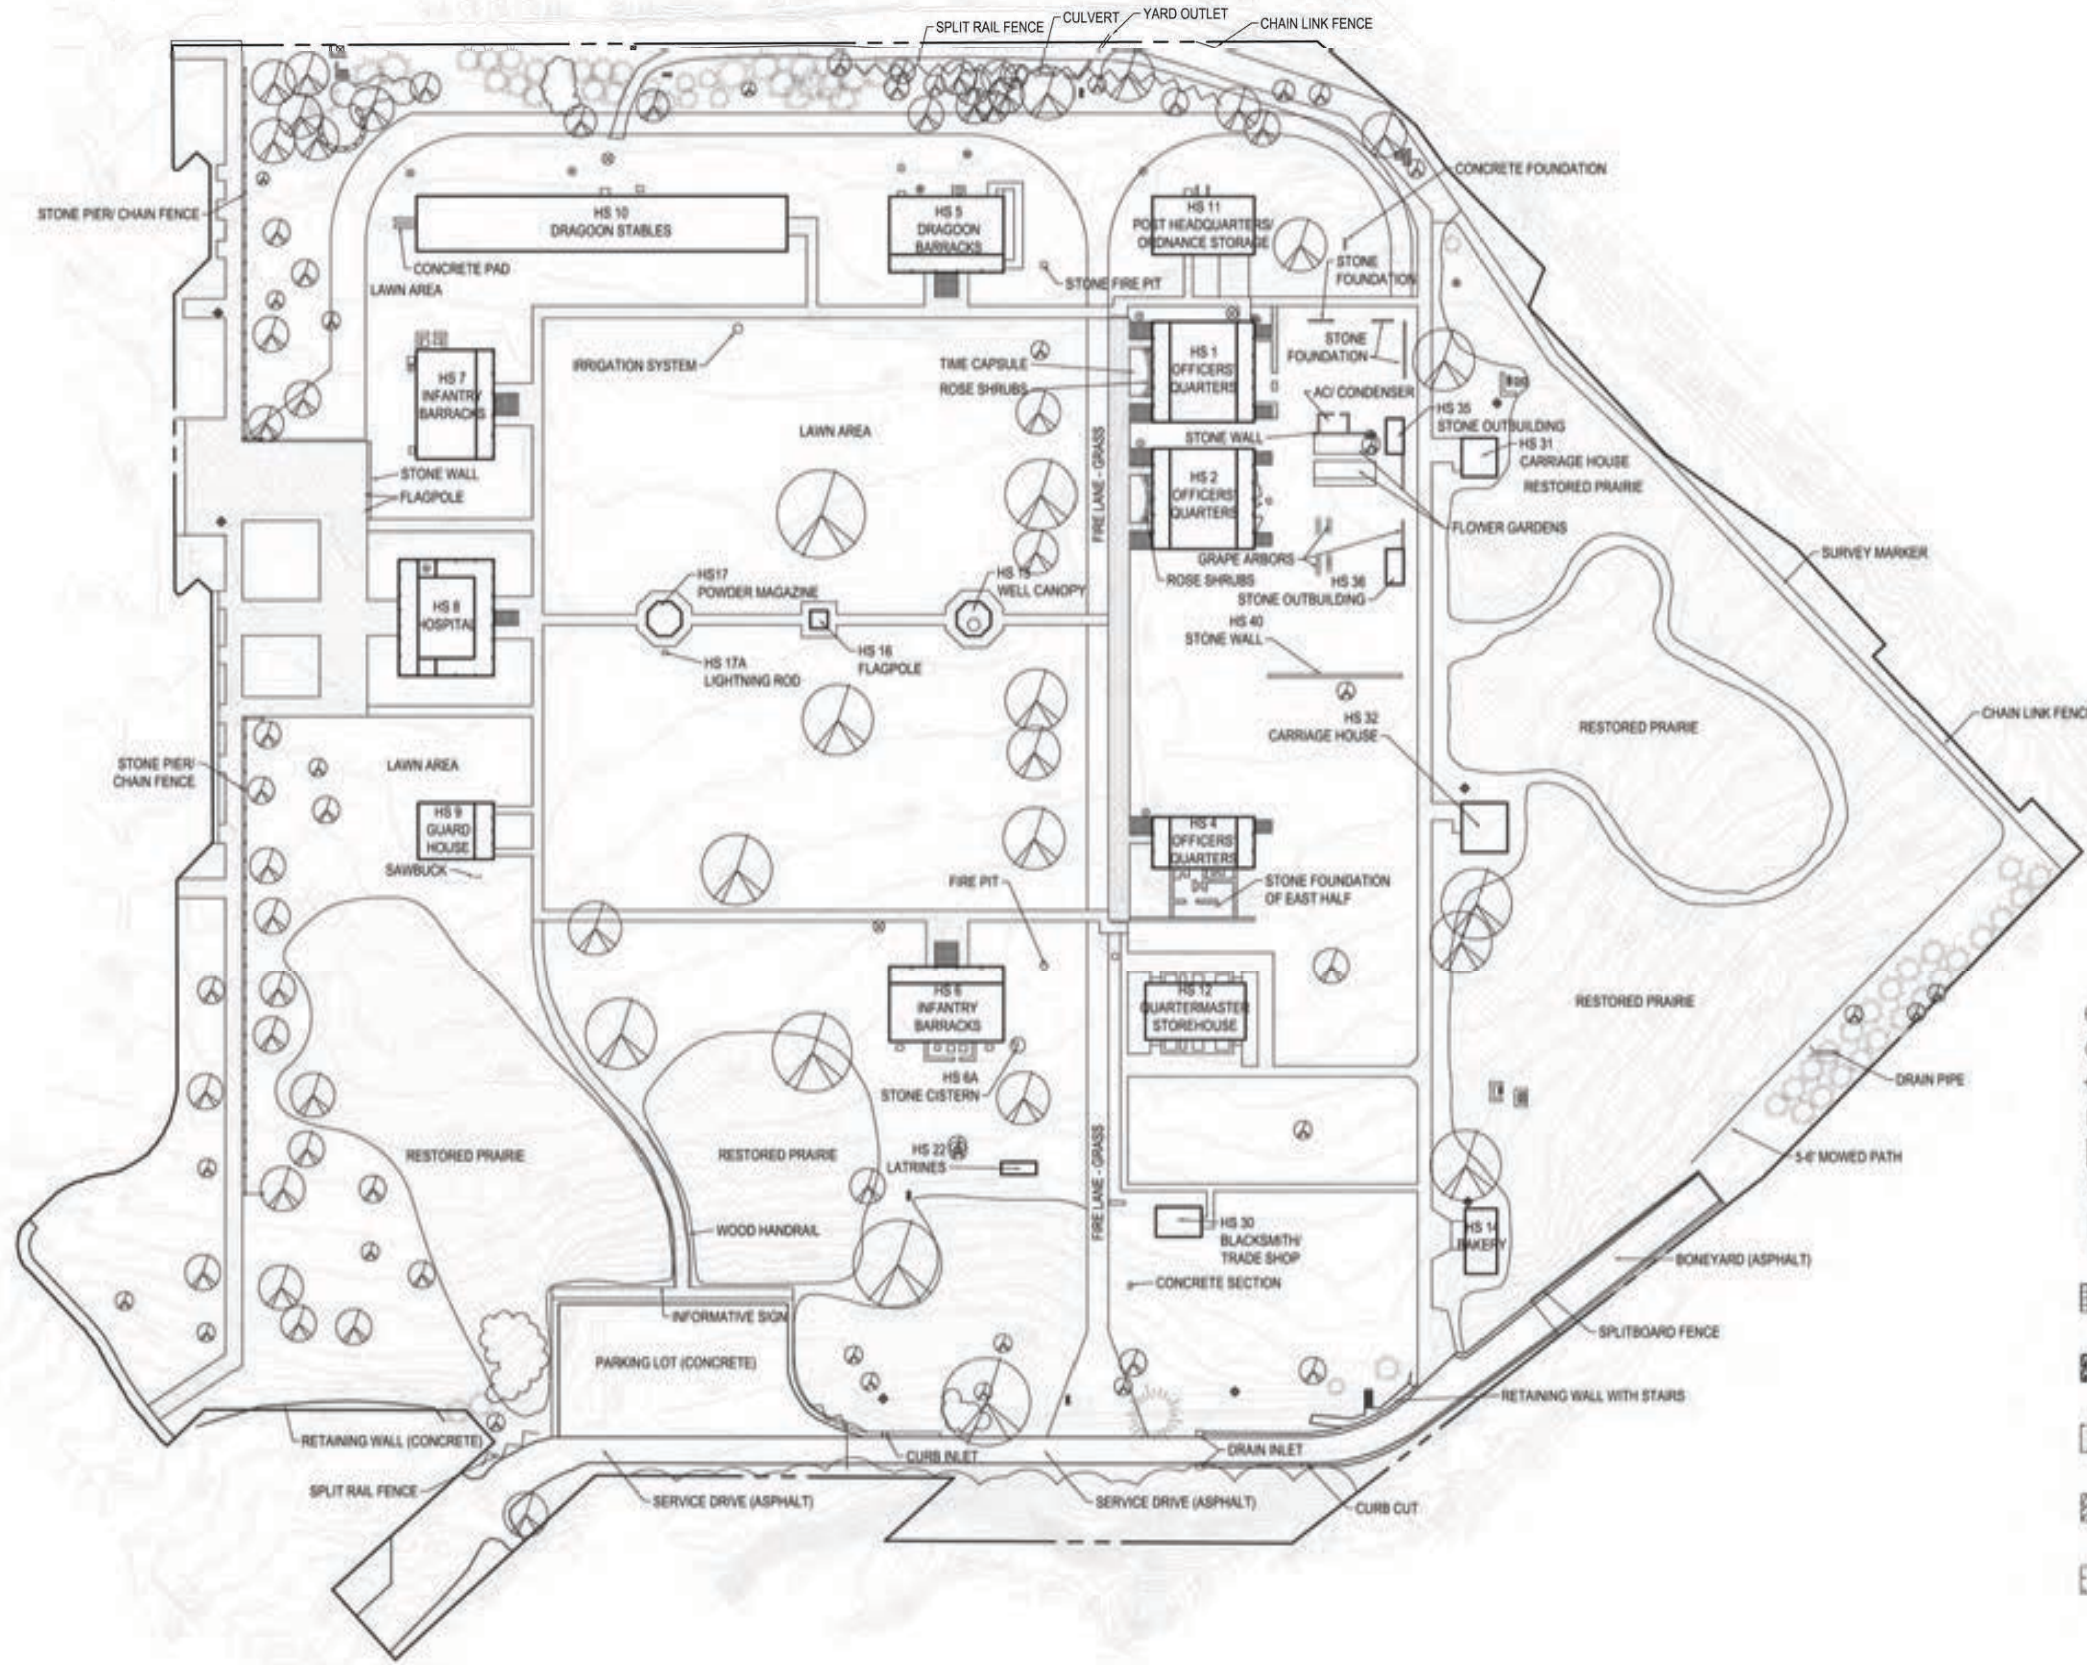 SPLIT RAIL FENCE
CULVERT
YARD OUTLET
CHAIN LINK FENCE
CONCRETE FOUNDATION
STONE PIER/ CHAIN FENCE
HS 10
DRAGOON STABLES
HS 5
DRAGOON
BARRACKS
HS 11
POST HEADQUARTERS/
ORDNANCE STORAGE
CONCRETE PAD
LAWN AREA
STONE FIRE PIT
STONE
FOUNDATION
IRRIGATION SYSTEM
TIME CAPSULE
ROSE SHRUBS
HS 1
OFFICERS'
QUARTERS
STONE
FOUNDATION
AC/ CONDENSER
HS 7
INFANTRY
BARRACKS
HS 35
STONE OUTBUILDING
LAWN AREA
STONE WALL
HS 31
CARRIAGE HOUSE
STONE WALL
FLAGPOLE
HS 2
OFFICERS'
QUARTERS
RESTORED PRAIRIE
FIRE LANE - GRASS
FLOWER GARDENS
GRAPE ARBORS
SURVEY MARKER
HS17
POWDER MAGAZINE
HS 15
WELL CANOPY
ROSE SHRUBS
HS 36
STONE OUTBUILDING
HS 8
HOSPITAL
HS 40
STONE WALL
HS 17A
LIGHTNING ROD
HS 16
FLAGPOLE
CHAIN LINK FENC
HS 32
CARRIAGE HOUSE
RESTORED PRAIRIE
STONE PIER/
CHAIN FENCE
LAWN AREA
HS 9
GUARD
HOUSE
SAWBUCK
HS 4
OFFICERS'
QUARTERS
FIRE PIT
STONE FOUNDATION
OF EAST HALF
HS 6
INFANTRY
BARRACKS
HS 12
QUARTERMASTER
STOREHOUSE
RESTORED PRAIRIE
HS 6A
STONE CISTERN
DRAIN PIPE
RESTORED PRAIRIE
RESTORED PRAIRIE
HS 22
LATRINES
FIRE LANE - GRASS
5-6' MOWED PATH
WOOD HANDRAIL
HS 30
BLACKSMITH/
TRADE SHOP
HS 14
BAKERY
BONEYARD (ASPHALT)
CONCRETE SECTION
INFORMATIVE SIGN
SPLITBOARD FENCE
PARKING LOT (CONCRETE)
RETAINING WALL WITH STAIRS
RETAINING WALL (CONCRETE)
CURB INLET
DRAIN INLET
SPLIT RAIL FENCE
SERVICE DRIVE (ASPHALT)
SERVICE DRIVE (ASPHALT)
CURB CUT